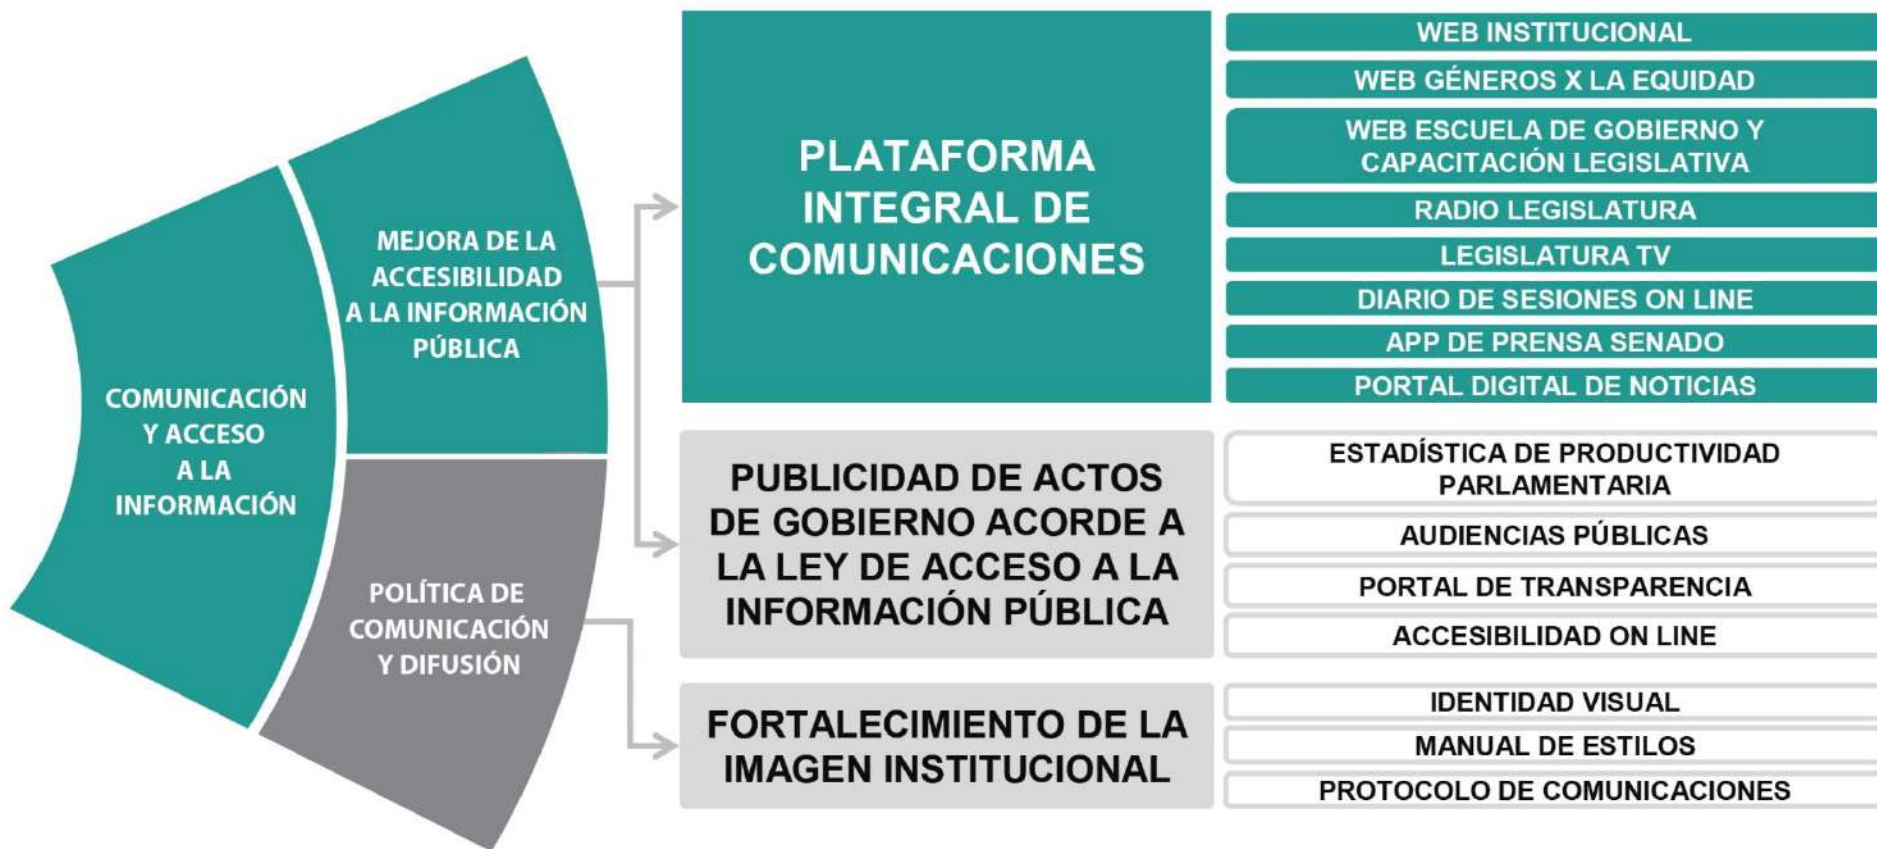 COMUNICACIÓN
Y ACCESO
A LA
INFORMACIÓN
MEJORA DE LA
ACCESIBILIDAD
A LA INFORMACIÓN
PÚBLICA
POLÍTICA DE
COMUNICACIÓN
Y DIFUSIÓN
PLATAFORMA
INTEGRAL DE
COMUNICACIONES
WEB INSTITUCIONAL
WEB GÉNEROS X LA EQUIDAD
WEB ESCUELA DE GOBIERNO Y
CAPACITACIÓN LEGISLATIVA
RADIO LEGISLATURA
LEGISLATURA TV
DIARIO DE SESIONES ON LINE
APP DE PRENSA SENADO
PORTAL DIGITAL DE NOTICIAS
PUBLICIDAD DE ACTOS
DE GOBIERNO ACORDE A
LA LEY DE ACCESO A LA
INFORMACIÓN PÚBLICA
ESTADÍSTICA DE PRODUCTIVIDAD
PARLAMENTARIA
AUDIENCIAS PÚBLICAS
PORTAL DE TRANSPARENCIA
ACCESIBILIDAD ON LINE
FORTALECIMIENTO DE LA
IMAGEN INSTITUCIONAL
IDENTIDAD VISUAL
MANUAL DE ESTILOS
PROTOCOLO DE COMUNICACIONES